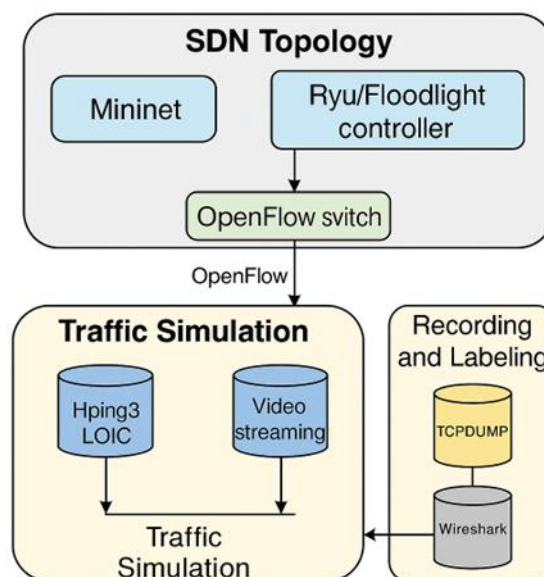 SDN Topology
Mininet
Ryu/Floodlight
controller
OpenFlow svitch
OpenFlow
Traffic Simulation
Hping3
LOIC
Video
streaming
Traffic
Simulation
Recording
and Labeling
TCPDUMP
Wireshark